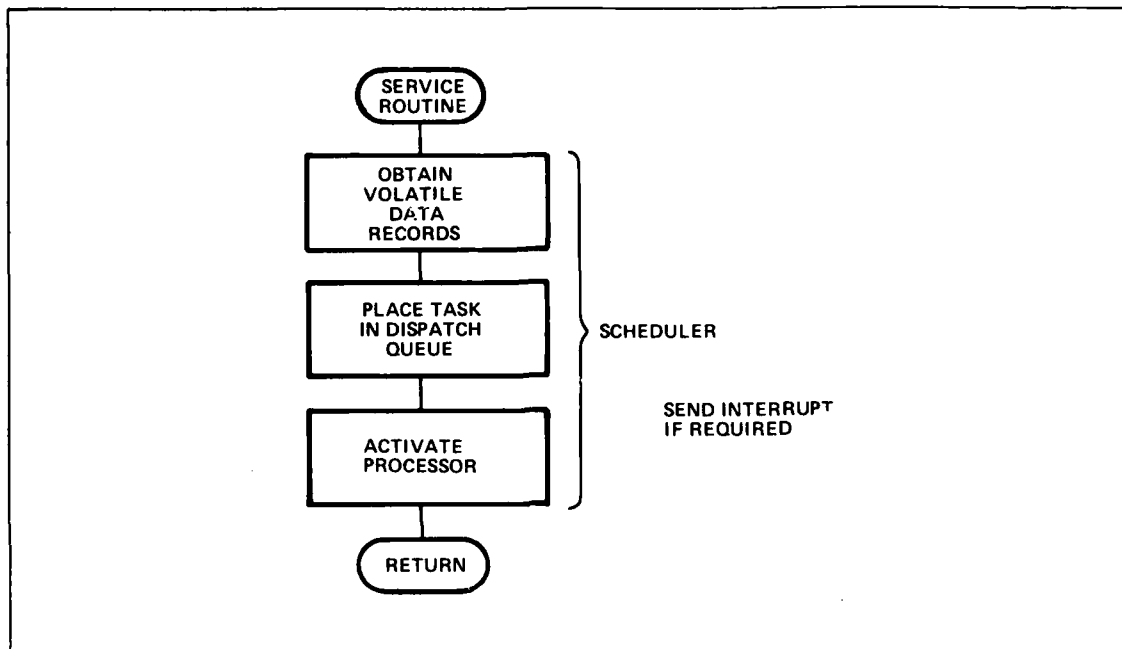 SERVICE
ROUTINE
OBTAIN
VOLATILE
DATA
RECORDS
PLACE TASK
IN DISPATCH
QUEUE
SCHEDULER
SEND INTERRUPT
IF REQUIRED
ACTIVATE
PROCESSOR
RETURN